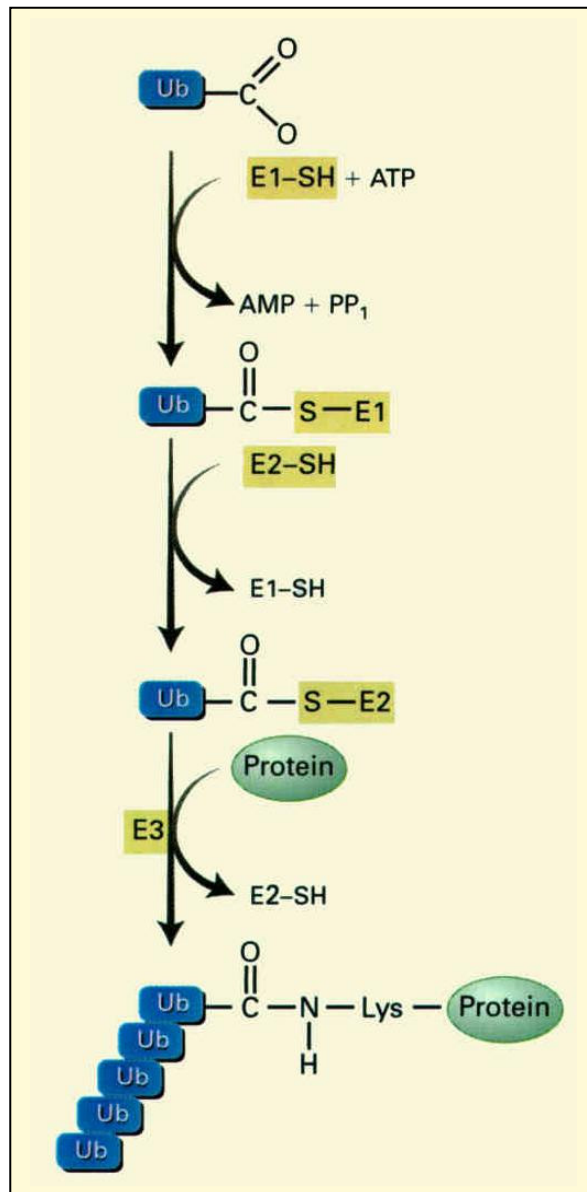 O
Ub C
O
E1–SH + ATP
AMP + PP1
O
Ub C S E1
E2–SH
E1–SH
O
Ub C S E2
Protein
E3
E2–SH
O
Ub C N Lys Protein
Ub H
Ub
Ub
Ub